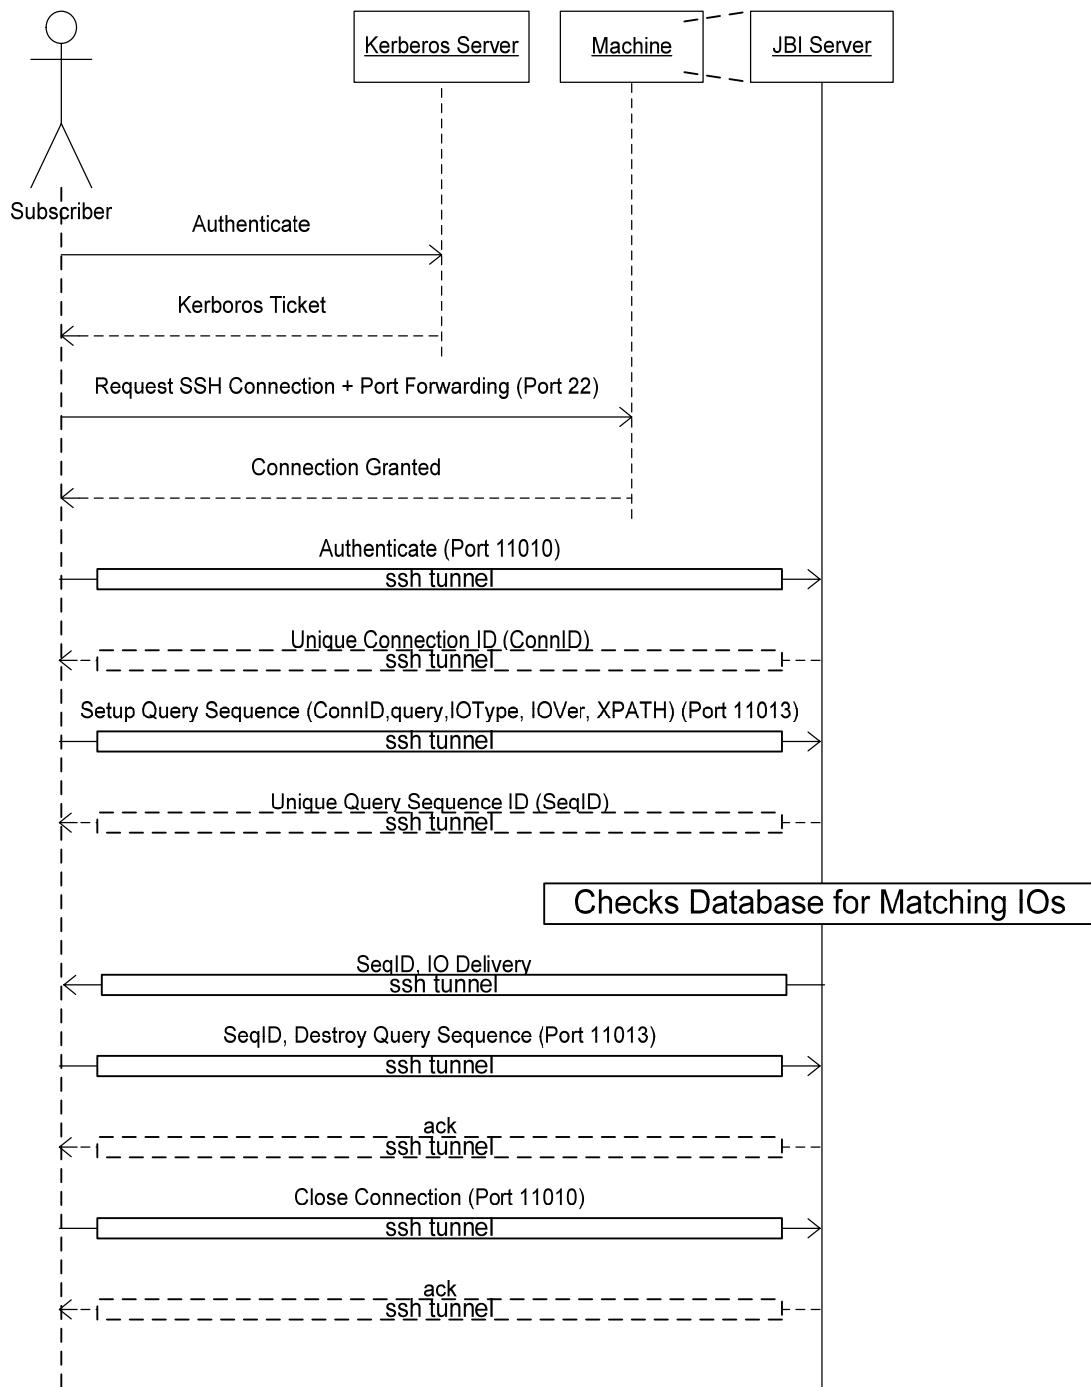 Kerberos Server
Machine
JBI Server
Subscriber
Authenticate
Kerboros Ticket
Request SSH Connection + Port Forwarding (Port 22)
Connection Granted
Authenticate (Port 11010)
ssh tunnel
Unique Connection ID (ConnID)
ssh tunnel
Setup Query Sequence (ConnID,query,IOType, IOVer, XPATH) (Port 11013)
ssh tunnel
Unique Query Sequence ID (SeqID)
ssh tunnel
Checks Database for Matching IOs
SeqID, IO Delivery
ssh tunnel
SeqID, Destroy Query Sequence (Port 11013)
ssh tunnel
ack
ssh tunnel
Close Connection (Port 11010)
ssh tunnel
ack
ssh tunnel